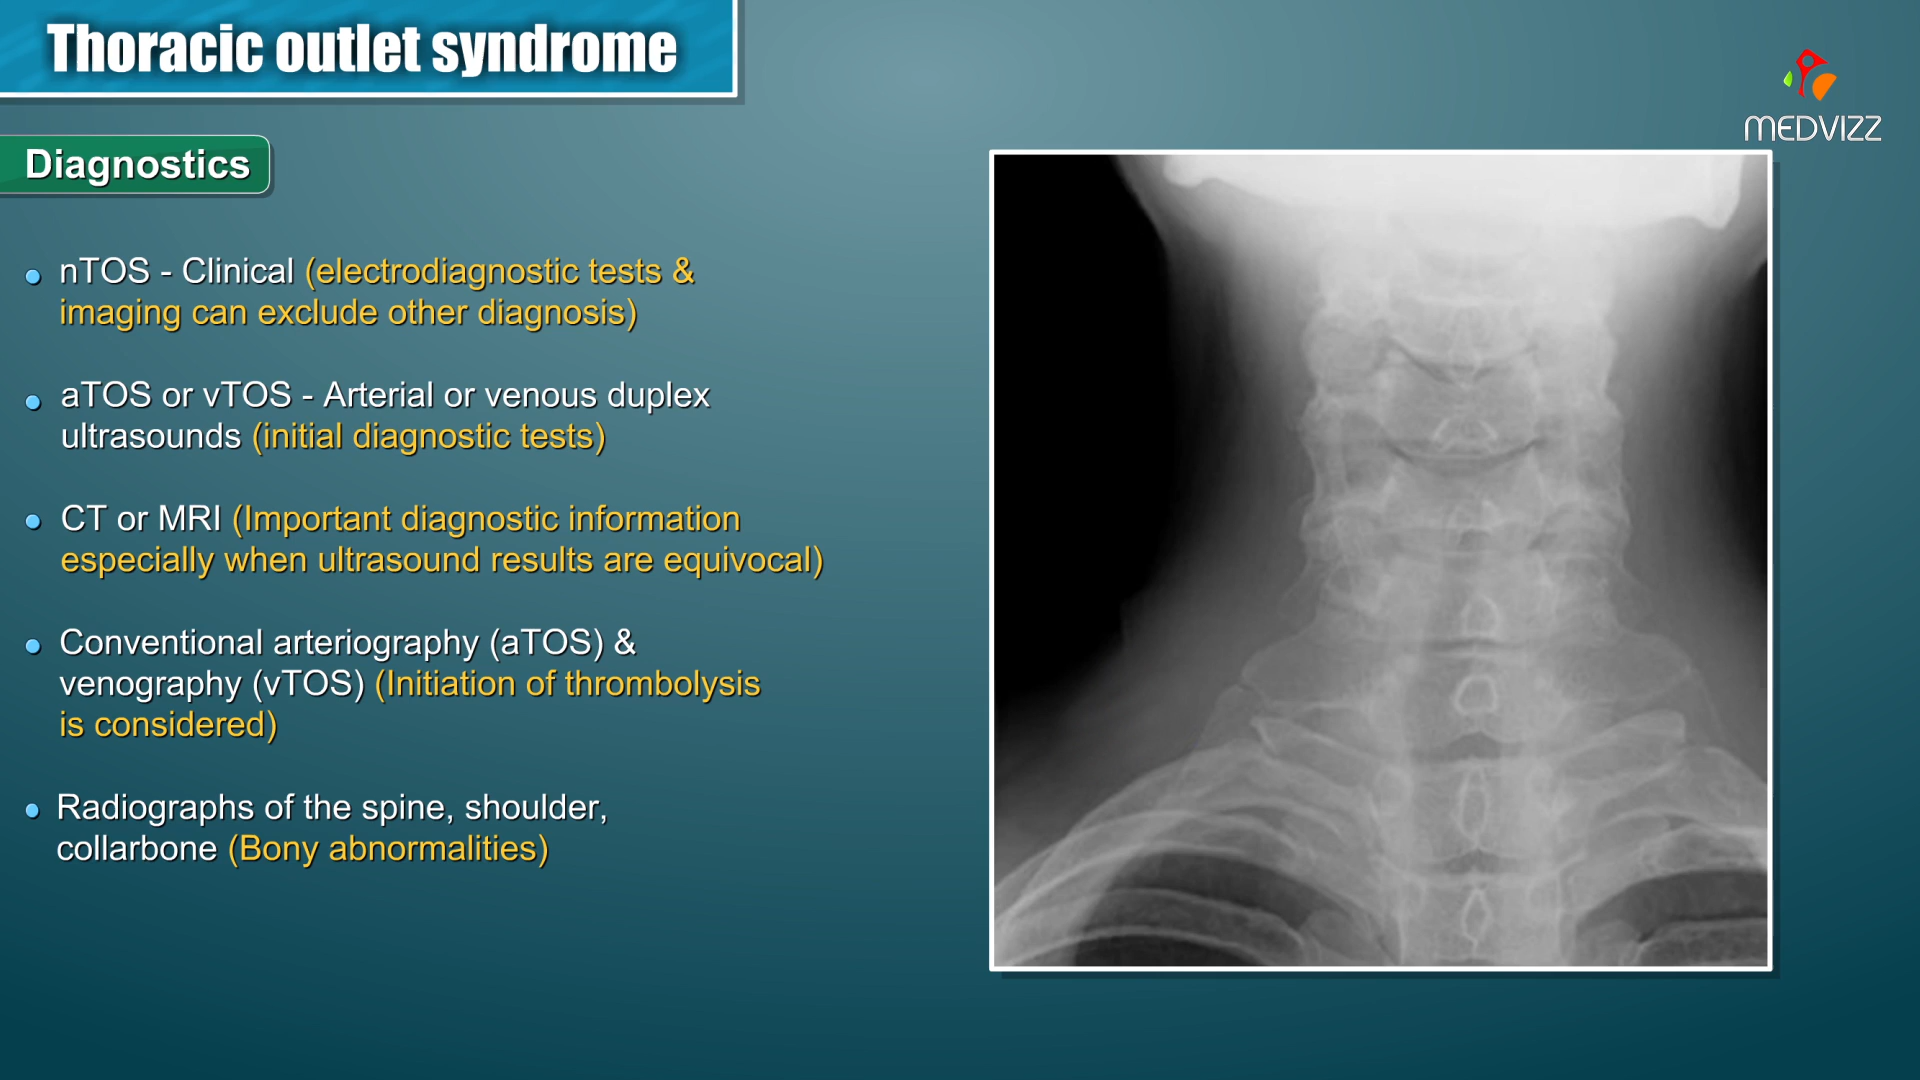 Thoracic outlet syndrome
MEDVIZZ
Diagnostics
nTOS - Clinical (electrodiagnostic tests &
imaging can exclude other diagnosis)
aTOS or vTOS - Arterial or venous duplex
ultrasounds (initial diagnostic tests)
CT or MRI (Important diagnostic information
especially when ultrasound results are equivocal)
Conventional arteriography (aTOS) &
venography (vTOS) (Initiation of thrombolysis
is considered)
Radiographs of the spine, shoulder,
collarbone (Bony abnormalities)